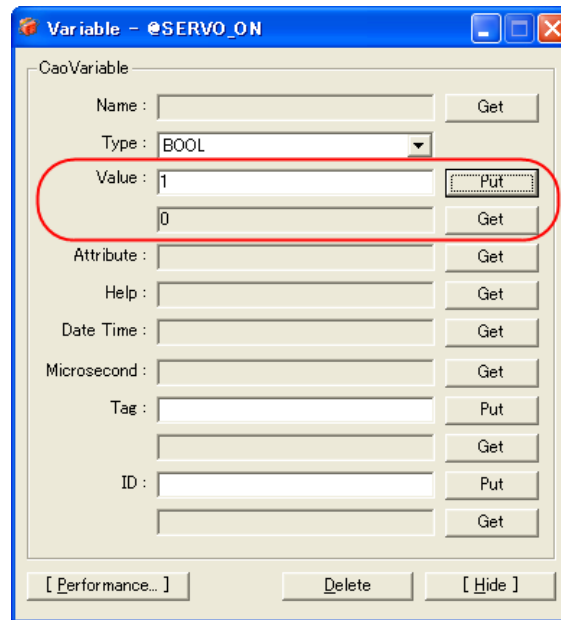 Variable - @SERVO_ON
CaoVariable
Name : Get
Type : BOOL
Value : 1 Put
0 Get
Attribute : Get
Help : Get
Date Time : Get
Microsecond : Get
Tag : Put
Get
ID : Put
Get
[ Performance... ] Delete [ Hide ]